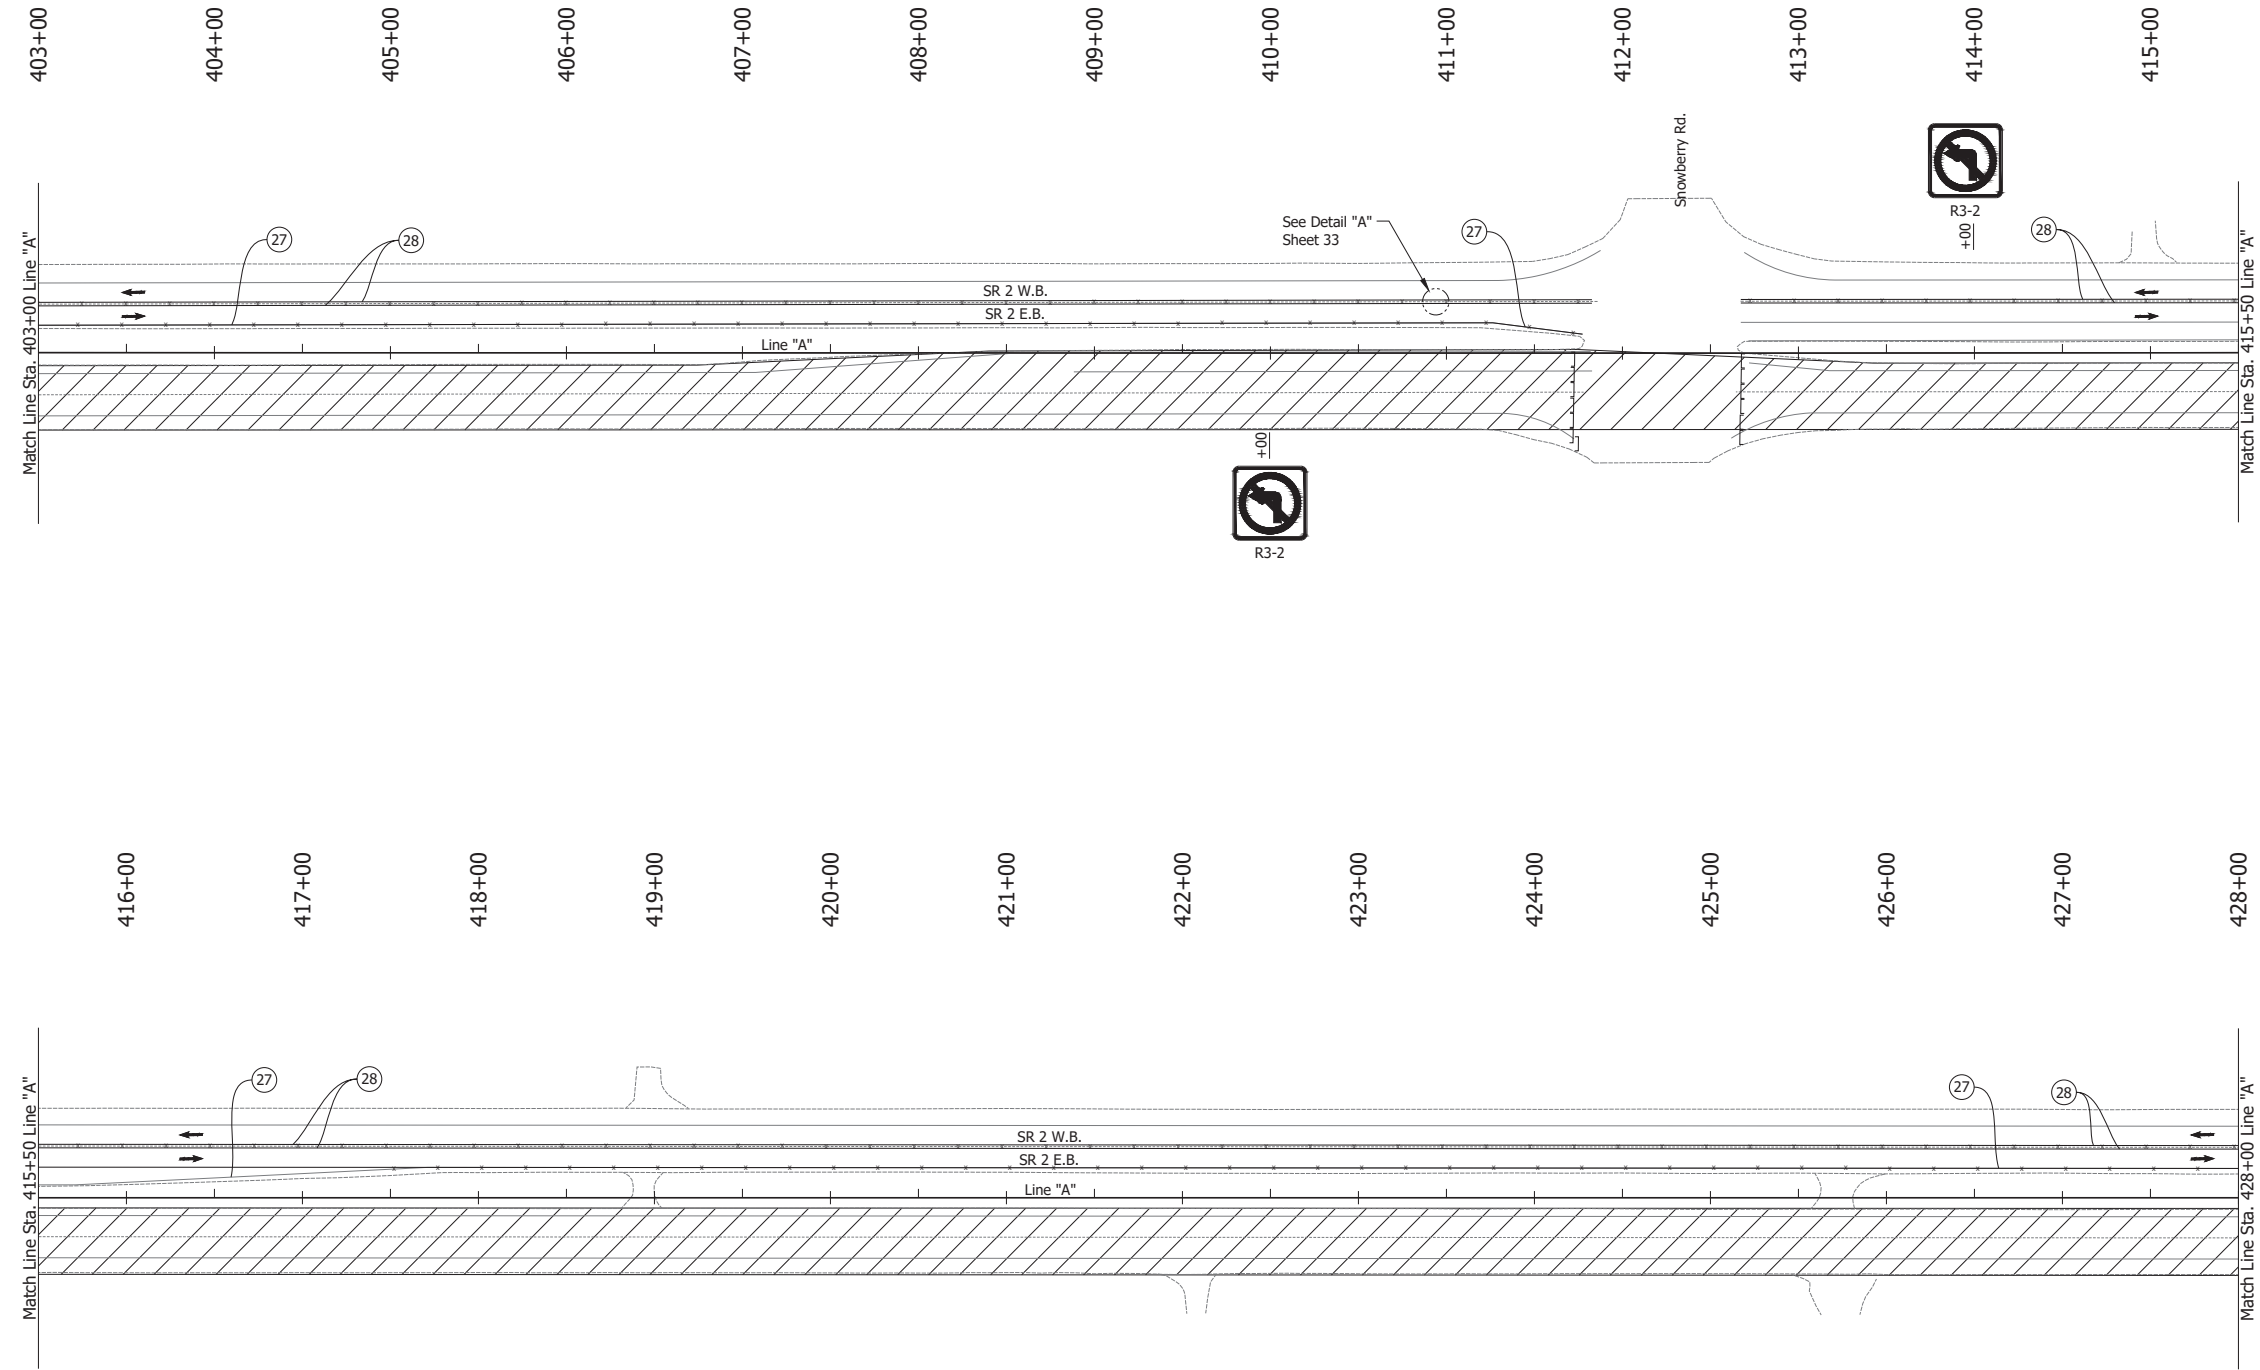 403+00
404+00
405+00
406+00
407+00
408+00
409+00
410+00
411+00
412+00
413+00
414+00
415+00
Snowberry Rd.
R3-2
+00
See Detail "A"
Sheet 33
27
28
27
28
Match Line Sta. 403+00 Line "A"
SR 2 W.B.
SR 2 E.B.
Line "A"
Match Line Sta. 415+50 Line "A"
+00
R3-2
416+00
417+00
418+00
419+00
420+00
421+00
422+00
423+00
424+00
425+00
426+00
427+00
428+00
27
28
27
28
Match Line Sta. 415+50 Line "A"
SR 2 W.B.
SR 2 E.B.
Line "A"
Match Line Sta. 428+00 Line "A"